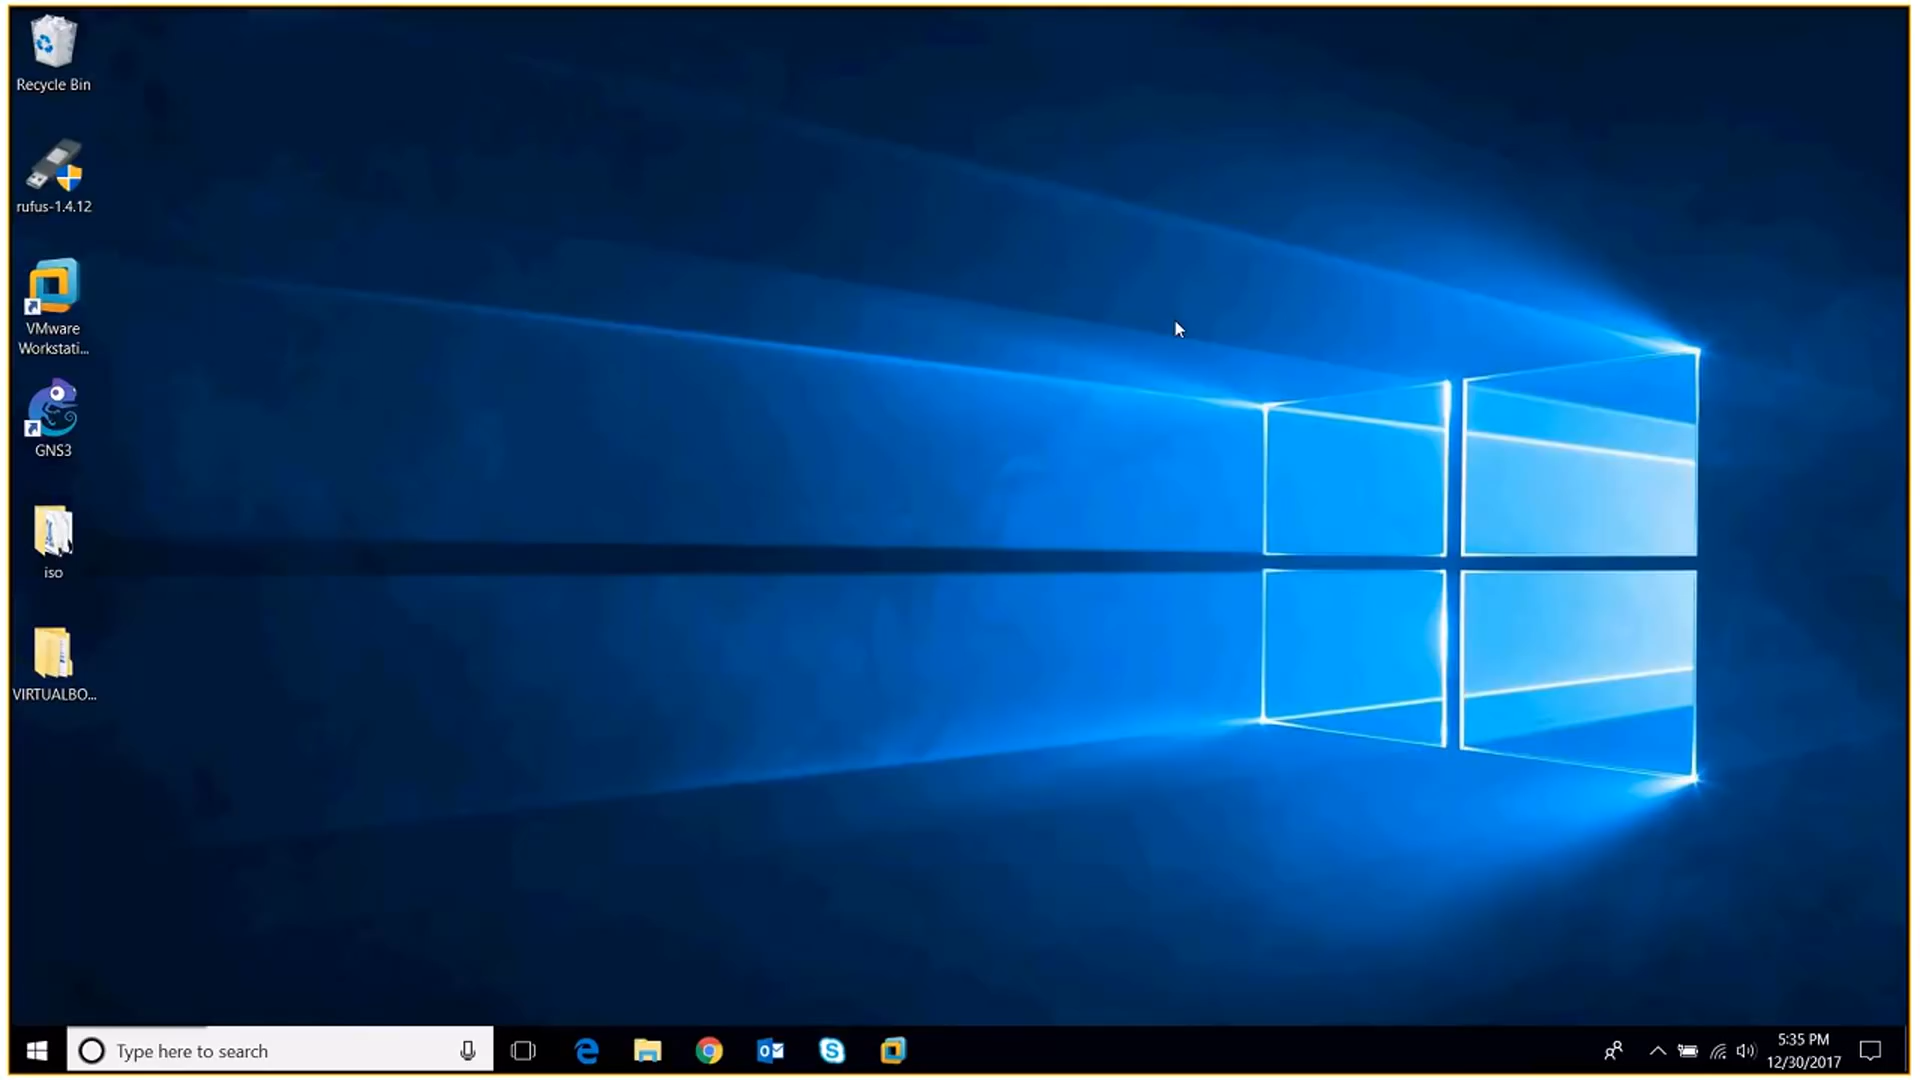 Recycle Bin
rufus-1.4.12
VMware
Workstati...
GNS3
iso
VIRTUALBO...
Type here to search
5:35 PM
12/30/2017